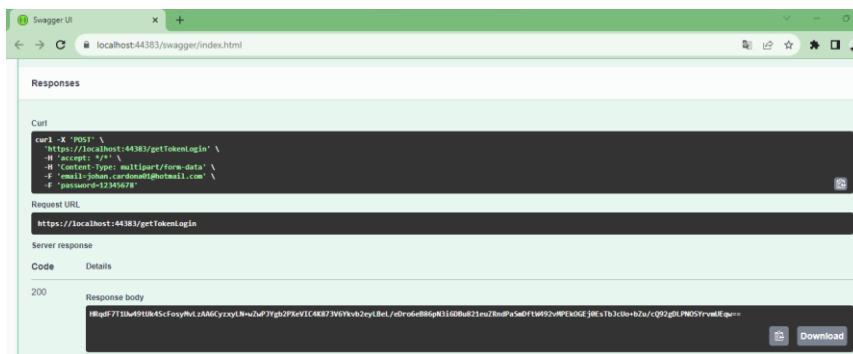 Swagger UI
localhost:44383/swagger/index.html
Responses
Curl
curl -X 'POST' \
'https://localhost:44383/getTokenLogin' \
-H 'accept: */*' \
-H 'Content-Type: multipart/form-data' \
-F 'email=johan.cardona01@hotmail.com' \
-F 'password=12345678'
Request URL
https://localhost:44383/getTokenLogin
Server response
Code Details
200
Response body
Download